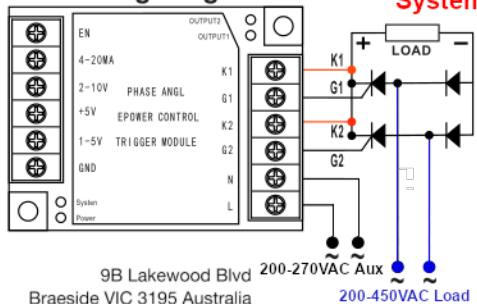 System
OUTPUT2
OUTPUT1
EN
4-20MA
2-10V
+5V
1-5V
GND
PHASE ANGL
EPOWER CONTROL
TRIGGER MODULE
K1
G1
K2
G2
N
L
Systen
Power
+
LOAD
-
K1
G1
K2
G2
200-270VAC Aux
200-450VAC Load
9B Lakewood Blvd
Braeside VIC 3195 Australia